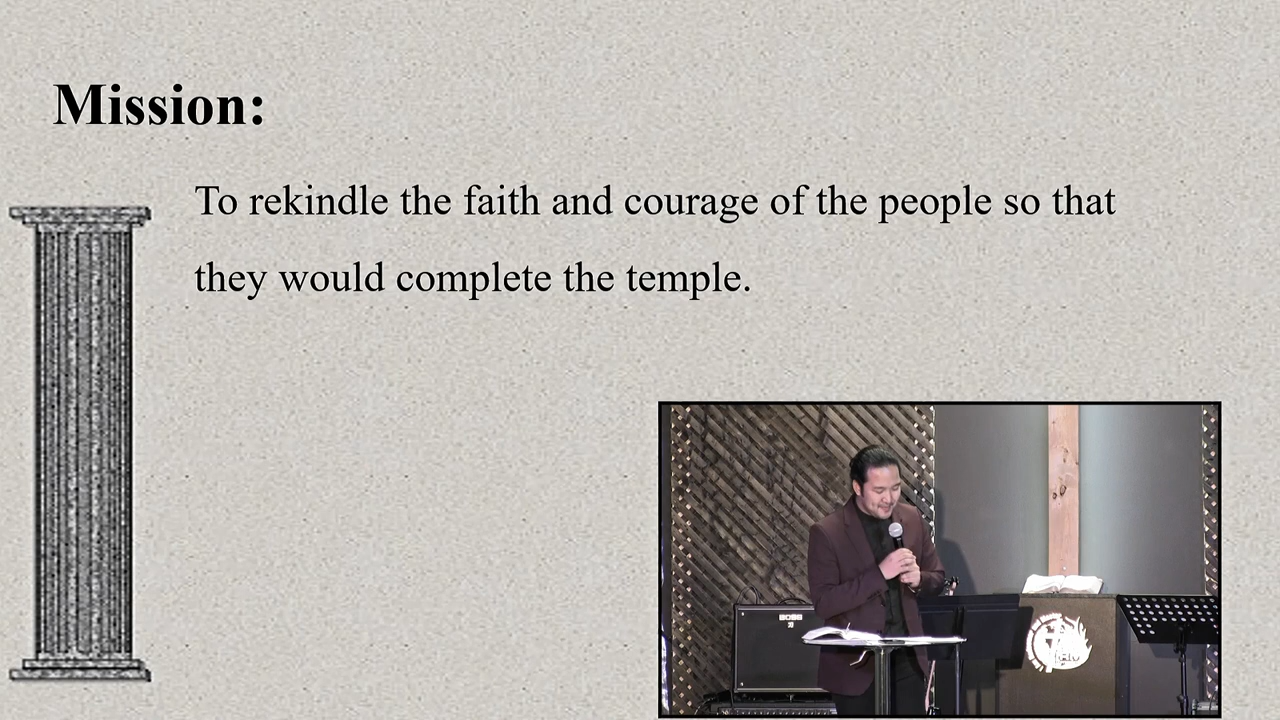 Mission:
To rekindle the faith and courage of the people so that
they would complete the temple.